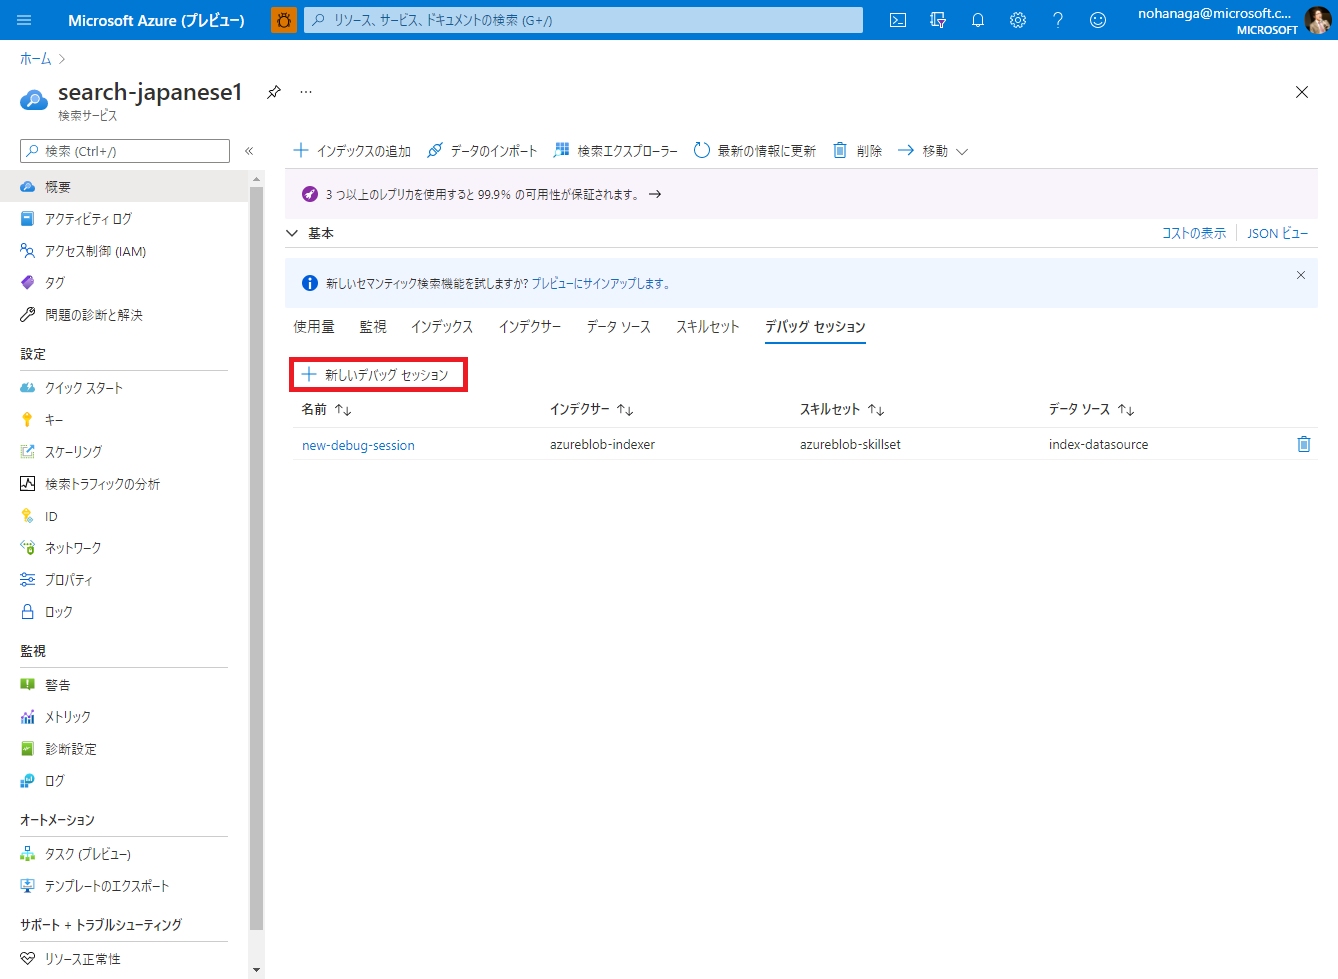 Microsoft Azure (プレビュー)
リソース、サービス、ドキュメントの検索 (G+/)
nohanaga@microsoft.c...
MICROSOFT
ホーム
search-japanese1
検索サービス
検索 (Ctrl+/)
概要
アクティビティ ログ
アクセス制御 (IAM)
タグ
問題の診断と解決
設定
クイック スタート
キー
スケーリング
検索トラフィックの分析
ID
ネットワーク
プロパティ
ロック
監視
警告
メトリック
診断設定
ログ
オートメーション
タスク (プレビュー)
テンプレートのエクスポート
サポート + トラブルシューティング
リソース正常性
インデックスの追加 データのインポート 検索エクスプローラー 最新の情報に更新 削除 移動
3 つ以上のレプリカを使用すると 99.9% の可用性が保証されます。 →
基本
コストの表示 JSON ビュー
新しいセマンティック検索機能を試しますか? プレビューにサインアップします。
使用量 監視 インデックス インデクサー データ ソース スキルセット デバッグ セッション
新しいデバッグ セッション
名前 ↑↓ インデクサー ↑↓ スキルセット ↑↓ データ ソース ↑↓
new-debug-session azureblob-indexer azureblob-skillset index-datasource